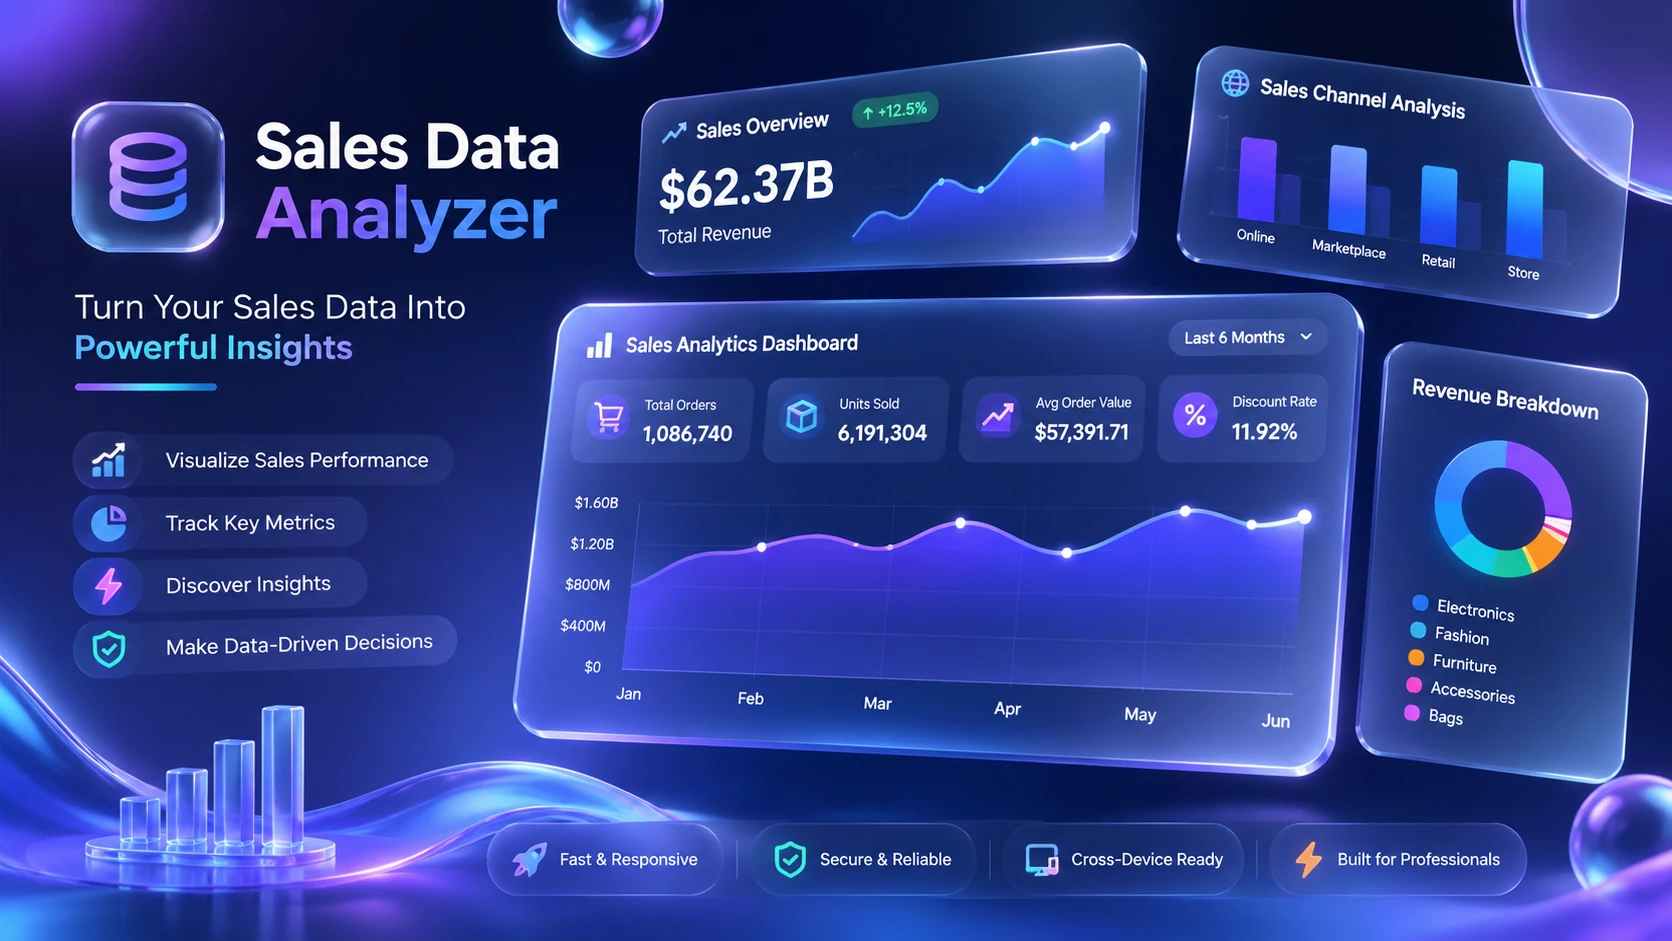 Sales Data
Analyzer
Turn Your Sales Data Into
Powerful Insights
Visualize Sales Performance
Track Key Metrics
Discover Insights
Make Data-Driven Decisions
Sales Overview
+12.5%
$62.37B
Total Revenue
Sales Channel Analysis
Online
Marketplace
Retail
Store
Sales Analytics Dashboard
Last 6 Months
Total Orders
1,086,740
Units Sold
6,191,304
Avg Order Value
$57,391.71
Discount Rate
11.92%
$1.60B
$1.20B
$800M
$400M
$0
Jan
Feb
Mar
Apr
May
Jun
Revenue Breakdown
Electronics
Fashion
Furniture
Accessories
Bags
Fast & Responsive
Secure & Reliable
Cross-Device Ready
Built for Professionals